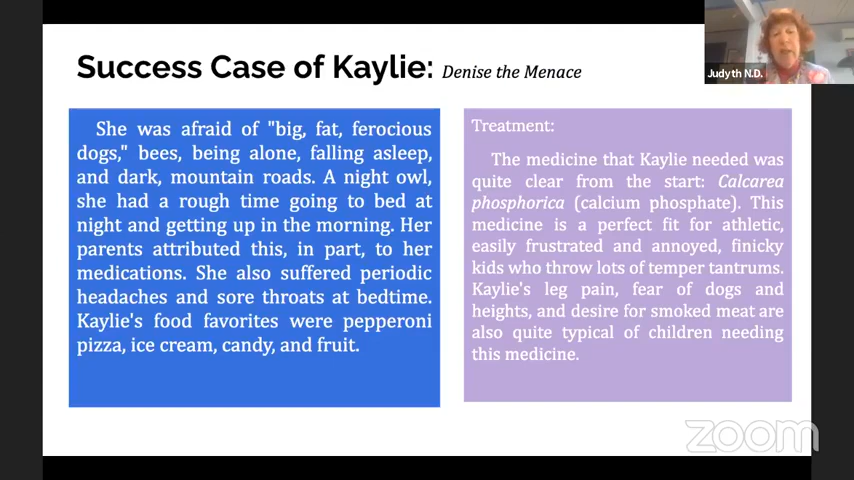 Success Case of Kaylie: Denise the Menace
Judyth N.D.
She was afraid of "big, fat, ferocious
dogs," bees, being alone, falling asleep,
and dark, mountain roads. A night owl,
she had a rough time going to bed at
night and getting up in the morning. Her
parents attributed this, in part, to her
medications. She also suffered periodic
headaches and sore throats at bedtime.
Kaylie's food favorites were pepperoni
pizza, ice cream, candy, and fruit.
Treatment:
The medicine that Kaylie needed was
quite clear from the start: Calcarea
phosphorica (calcium phosphate). This
medicine is a perfect fit for athletic,
easily frustrated and annoyed, finicky
kids who throw lots of temper tantrums.
Kaylie's leg pain, fear of dogs and
heights, and desire for smoked meat are
also quite typical of children needing
this medicine.
zoom